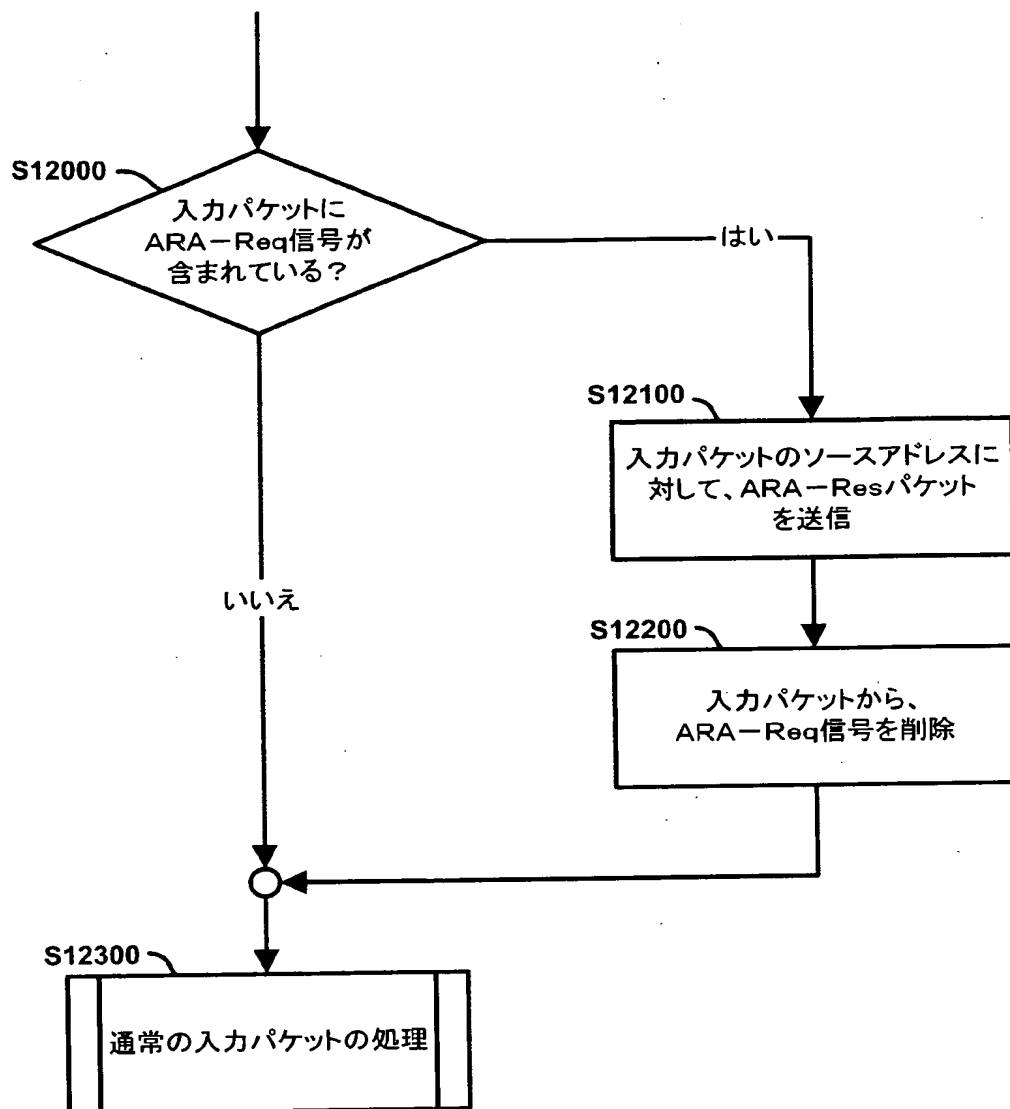 S12000
入力パケットに
ARA－Req信号が
含まれている？
はい
S12100
入力パケットのソースアドレスに
対して、ARA－Resパケット
を送信
いいえ
S12200
入力パケットから、
ARA－Req信号を削除
S12300
通常の入力パケットの処理